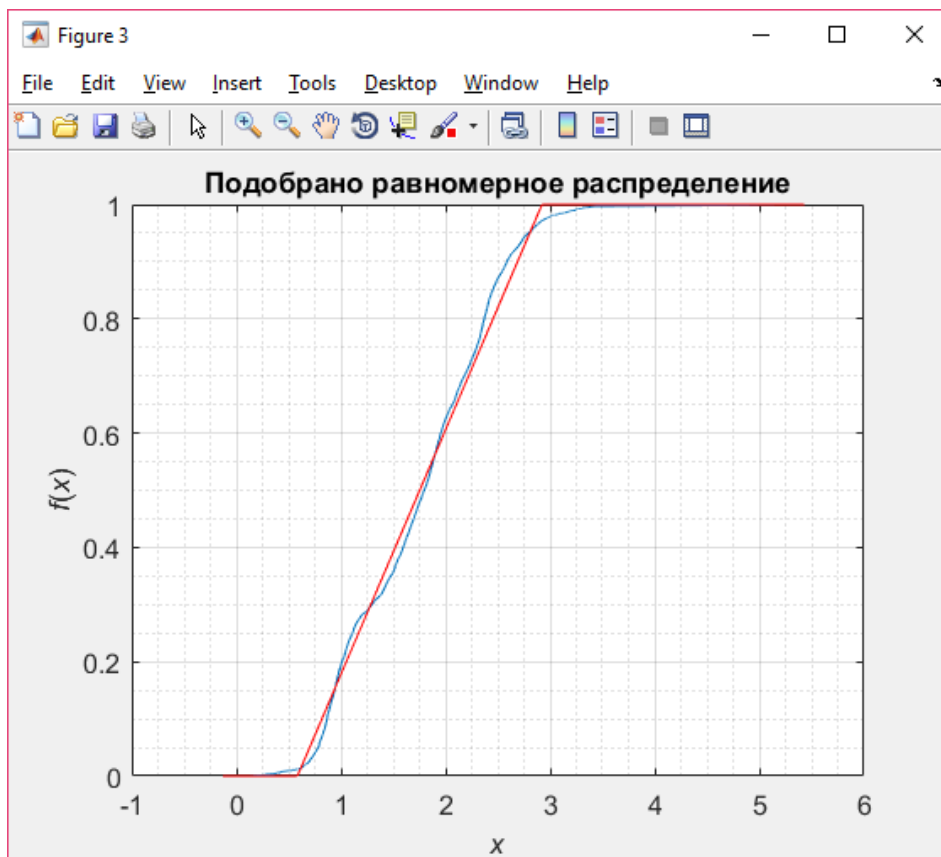 Figure 3
File Edit View Insert Tools Desktop Window Help
Подобрано равномерное распределение
1
0.8
0.6
0.4
0.2
0
f(x)
-1 0 1 2 3 4 5 6
x